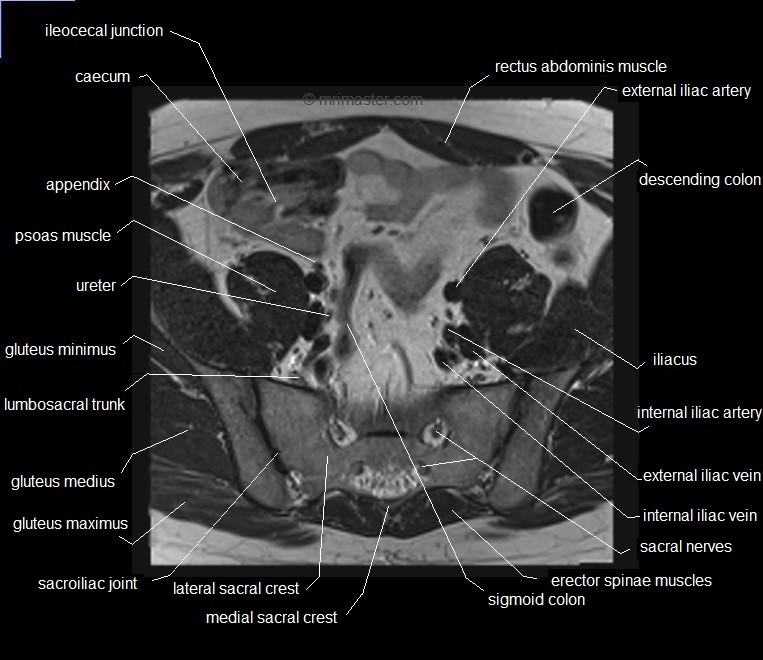 ileocecal junction
caecum
rectus abdominis muscle
external iliac artery
© mrimaster.com
appendix
descending colon
psoas muscle
ureter
gluteus minimus
iliacus
lumbosacral trunk
internal iliac artery
gluteus medius
external iliac vein
gluteus maximus
internal iliac vein
sacral nerves
sacroiliac joint
lateral sacral crest
erector spinae muscles
medial sacral crest
sigmoid colon